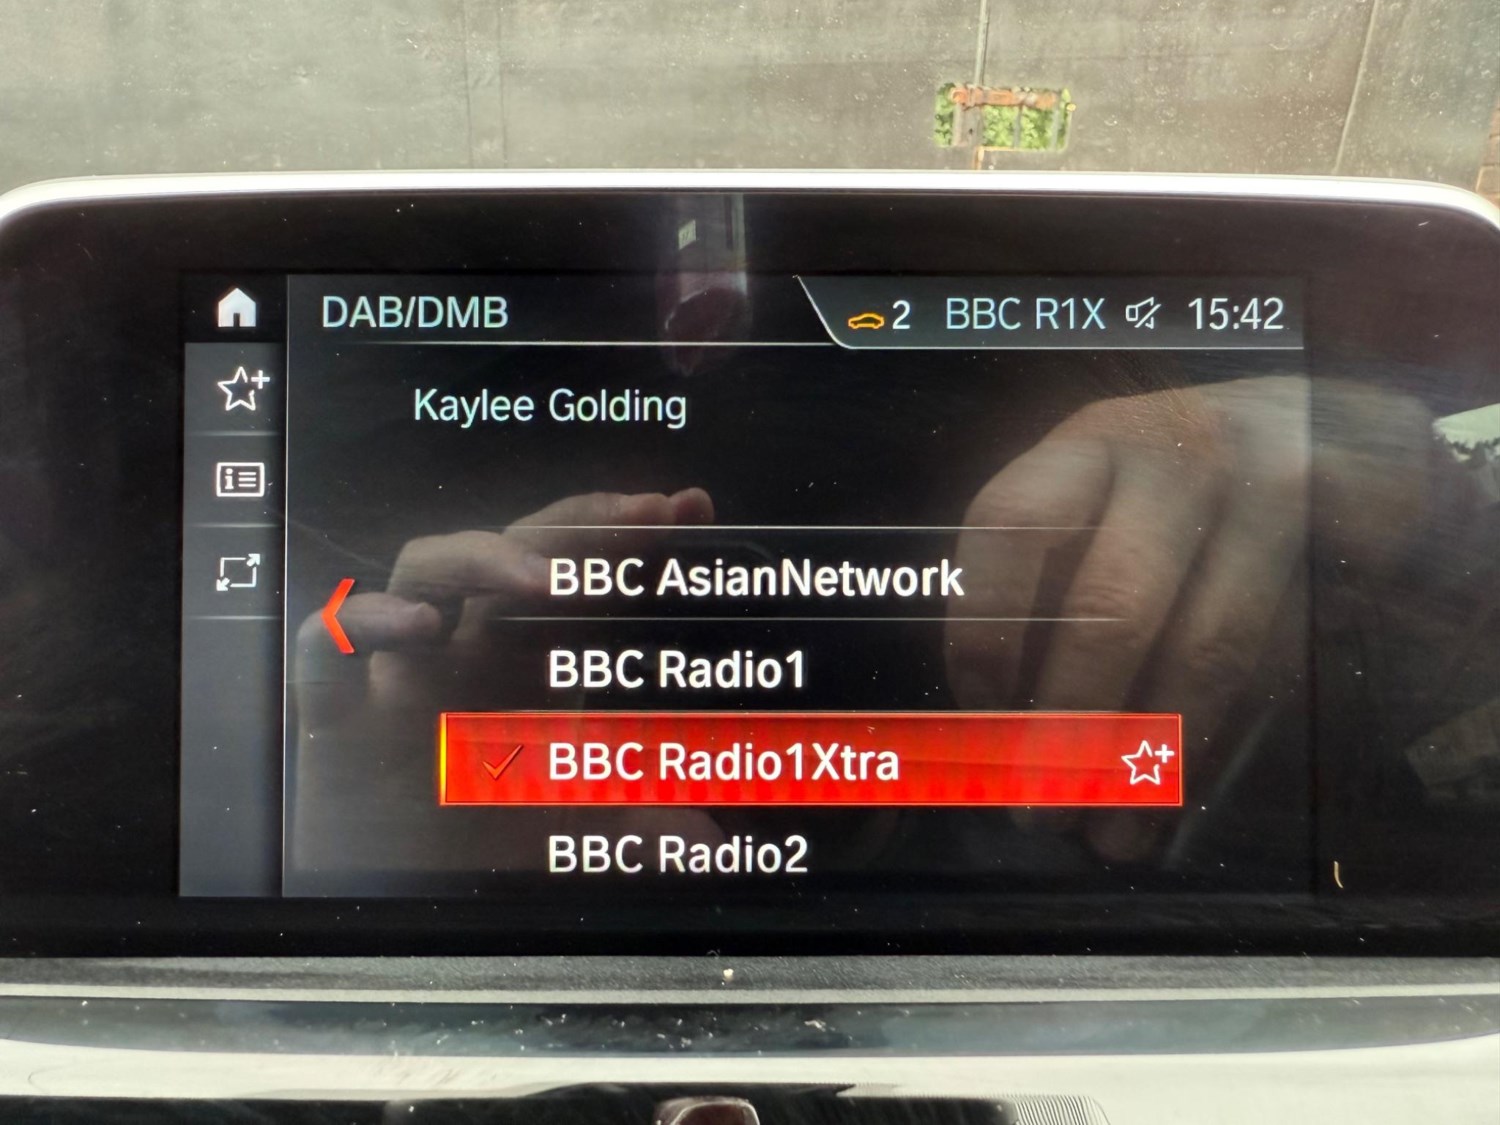 DAB/DMB
2 BBC R1X 15:42
Kaylee Golding
BBC AsianNetwork
BBC Radio1
BBC Radio1Xtra
BBC Radio2